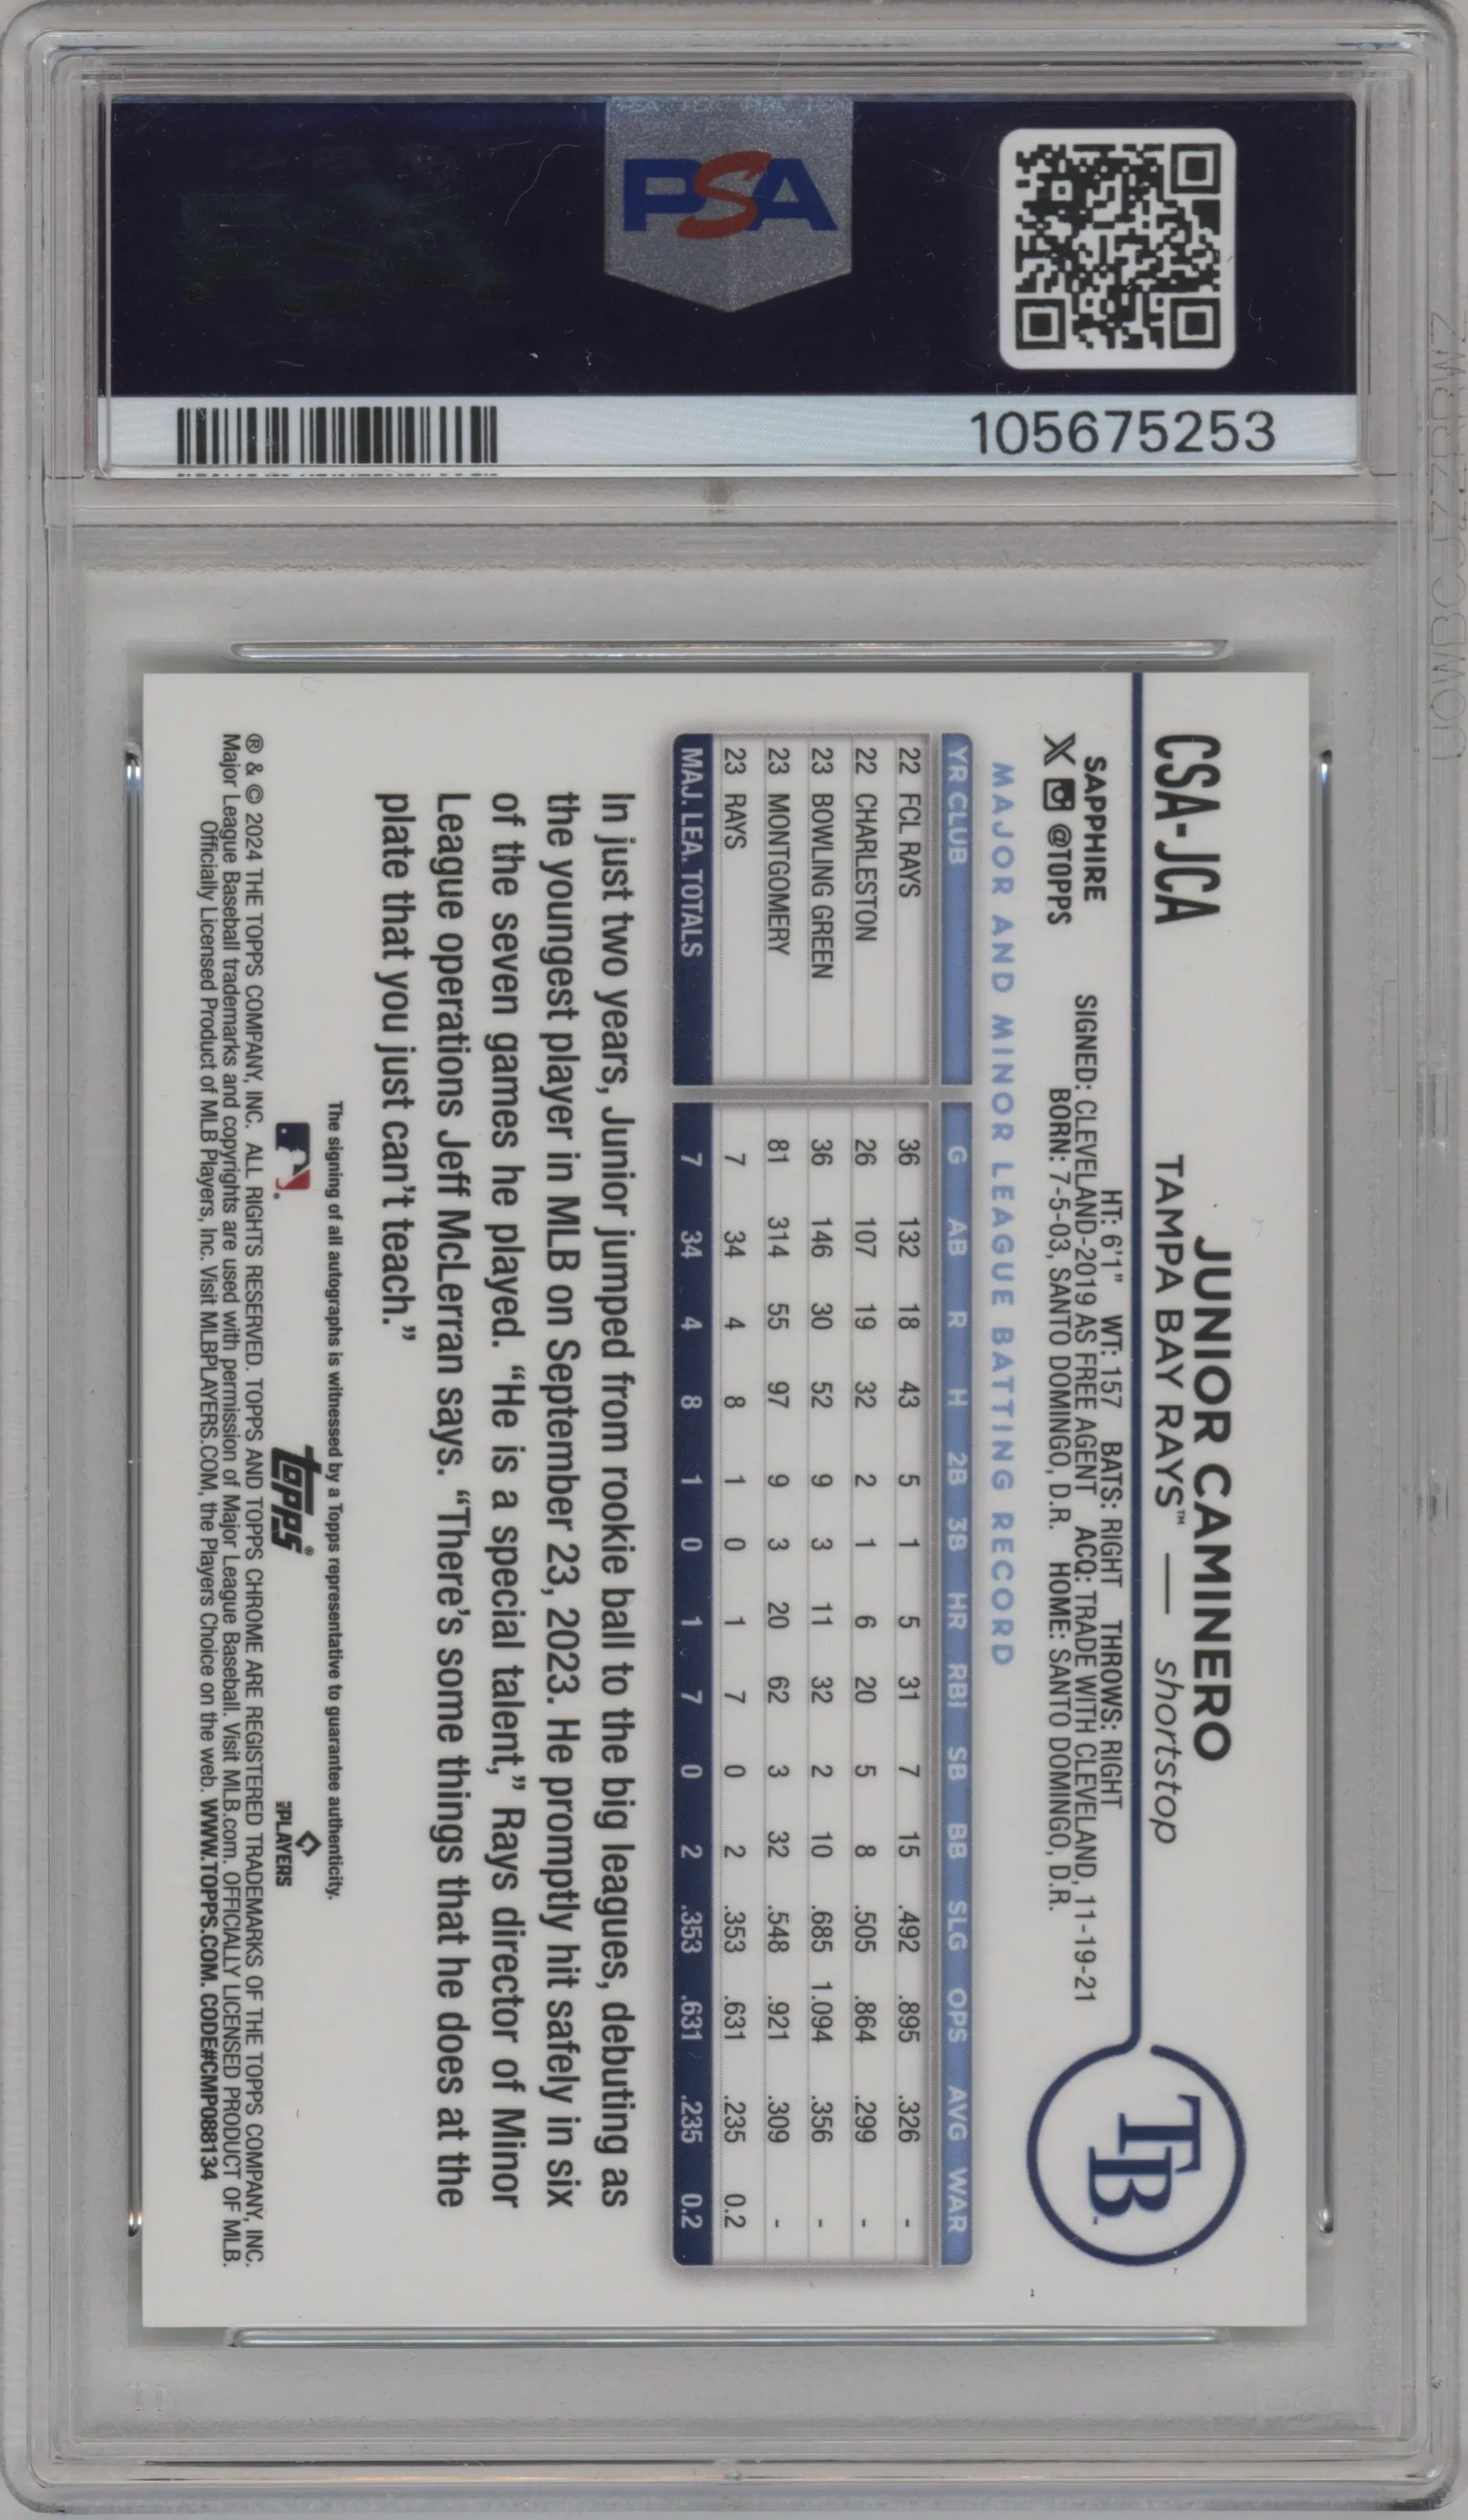 PSA
105675253
CSA-JCA
JUNIOR CAMINERO
TAMPA BAY RAYS™ — shortstop
TB
SAPPHIRE
X @TOPPS
HT: 6'1" WT: 157 BATS: RIGHT THROWS: RIGHT
SIGNED: CLEVELAND-2019 AS FREE AGENT ACQ: TRADE WITH CLEVELAND, 11-19-21
BORN: 7-5-03, SANTO DOMINGO, D.R. HOME: SANTO DOMINGO, D.R.
MAJOR AND MINOR LEAGUE BATTING RECORD
YR CLUB G AB R H 2B 3B HR RBI SB BB SLG OPS AVG WAR
22 FCL RAYS 36 132 18 43 5 1 5 31 7 15 .492 .895 .326 -
22 CHARLESTON 26 107 19 32 2 1 6 20 5 8 .505 .864 .299 -
23 BOWLING GREEN 36 146 30 52 9 3 11 32 2 10 .685 1.094 .356 -
23 MONTGOMERY 81 314 55 97 9 3 20 62 3 32 .548 .921 .309 -
23 RAYS 7 34 4 8 1 0 1 7 0 2 .353 .631 .235 0.2
MAJ. LEA. TOTALS 7 34 4 8 1 0 1 7 0 2 .353 .631 .235 0.2
In just two years, Junior jumped from rookie ball to the big leagues, debuting as
the youngest player in MLB on September 23, 2023. He promptly hit safely in six
of the seven games he played. “He is a special talent,” Rays director of Minor
League operations Jeff McLerran says. “There’s some things that he does at the
plate that you just can’t teach.”
The signing of all autographs is witnessed by a Topps representative to guarantee authenticity.
topps®
PLAYERS
® & © 2024 THE TOPPS COMPANY, INC. ALL RIGHTS RESERVED. TOPPS AND TOPPS CHROME ARE REGISTERED TRADEMARKS OF THE TOPPS COMPANY, INC.
Major League Baseball trademarks and copyrights are used with permission of Major League Baseball. Visit MLB.com. OFFICIALLY LICENSED PRODUCT OF MLB.
Officially Licensed Product of MLB Players, Inc. Visit MLBPLAYERS.COM, the Players Choice on the web. WWW.TOPPS.COM. CODE#CMP088134